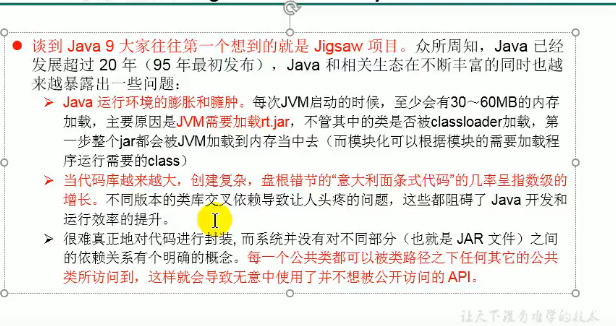 谈到 Java 9 大家往往第一个想到的就是 Jigsaw 项目。众所周知，Java 已经
发展超过 20 年（95 年最初发布），Java 和相关生态在不断丰富的同时也越
来越暴露出一些问题：
Java 运行环境的膨胀和臃肿。每次JVM启动的时候，至少会有30～60MB的内存
加载，主要原因是JVM需要加载rt.jar，不管其中的类是否被classloader加载，第
一步整个jar都会被JVM加载到内存当中去（而模块化可以根据模块的需要加载程
序运行需要的class）
当代码库越来越大，创建复杂，盘根错节的“意大利面条式代码”的几率呈指数级的
增长。不同版本的类库交叉依赖导致让人头疼的问题，这些都阻碍了 Java 开发和
运行效率的提升。
很难真正地对代码进行封装, 而系统并没有对不同部分（也就是 JAR 文件）之间
的依赖关系有个明确的概念。每一个公共类都可以被类路径之下任何其它的公共
类所访问到，这样就会导致无意中使用了并不想被公开访问的 API。
让天下没有难学的技术